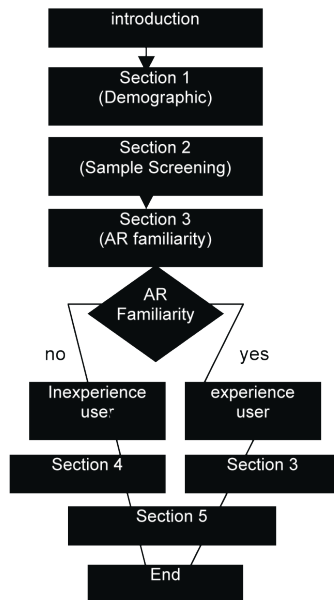 introduction
Section 1
(Demographic)
Section 2
(Sample Screening)
Section 3
(AR familiarity)
AR
Familiarity
no
yes
Inexperience
user
experience
user
Section 4
Section 3
Section 5
End